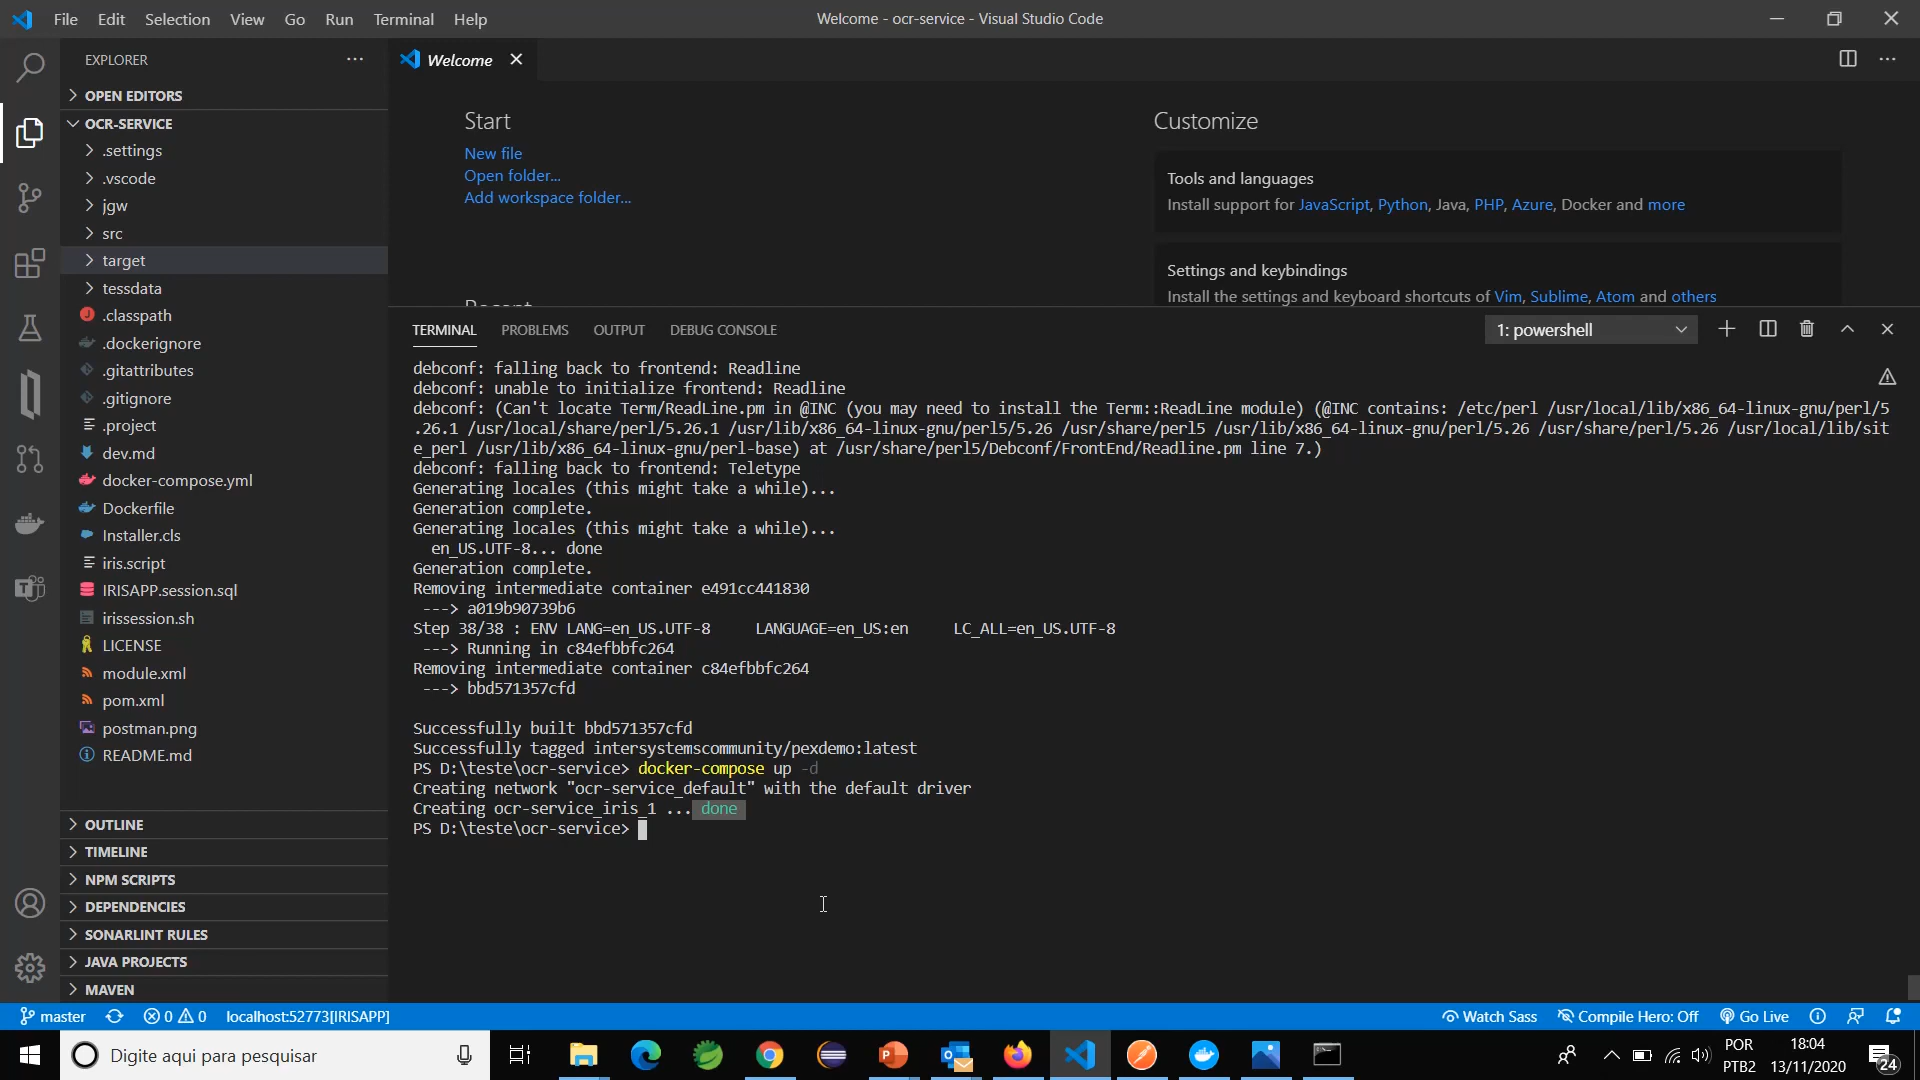 File Edit Selection View Go Run Terminal Help
Welcome - ocr-service - Visual Studio Code
EXPLORER
OPEN EDITORS
OCR-SERVICE
.settings
.vscode
jgw
src
target
tessdata
.classpath
.dockerignore
.gitattributes
.gitignore
.project
dev.md
docker-compose.yml
Dockerfile
Installer.cls
iris.script
IRISAPP.session.sql
irissession.sh
LICENSE
module.xml
pom.xml
postman.png
README.md
OUTLINE
TIMELINE
NPM SCRIPTS
DEPENDENCIES
SONARLINT RULES
JAVA PROJECTS
MAVEN
Welcome
Start
New file
Open folder...
Add workspace folder...
Recent
Customize
Tools and languages
Install support for JavaScript, Python, Java, PHP, Azure, Docker and more
Settings and keybindings
Install the settings and keyboard shortcuts of Vim, Sublime, Atom and others
TERMINAL PROBLEMS OUTPUT DEBUG CONSOLE
1: powershell
debconf: falling back to frontend: Readline
debconf: unable to initialize frontend: Readline
debconf: (Can't locate Term/ReadLine.pm in @INC (you may need to install the Term::ReadLine module) (@INC contains: /etc/perl /usr/local/lib/x86_64-linux-gnu/perl/5
.26.1 /usr/local/share/perl/5.26.1 /usr/lib/x86_64-linux-gnu/perl5/5.26 /usr/share/perl5 /usr/lib/x86_64-linux-gnu/perl/5.26 /usr/share/perl/5.26 /usr/local/lib/sit
e_perl /usr/lib/x86_64-linux-gnu/perl-base) at /usr/share/perl5/Debconf/FrontEnd/Readline.pm line 7.)
debconf: falling back to frontend: Teletype
Generating locales (this might take a while)...
Generation complete.
Generating locales (this might take a while)...
en_US.UTF-8... done
Generation complete.
Removing intermediate container e491cc441830
---> a019b90739b6
Step 38/38 : ENV LANG=en_US.UTF-8 LANGUAGE=en_US:en LC_ALL=en_US.UTF-8
---> Running in c84efbbfc264
Removing intermediate container c84efbbfc264
---> bbd571357cfd
Successfully built bbd571357cfd
Successfully tagged intersystemscommunity/pexdemo:latest
PS D:\teste\ocr-service> docker-compose up -d
Creating network "ocr-service_default" with the default driver
Creating ocr-service_iris_1 ... done
PS D:\teste\ocr-service>
master 0 0 localhost:52773[IRISAPP]
Watch Sass Compile Hero: Off Go Live
Digite aqui para pesquisar
POR
PTB2
18:04
13/11/2020
24